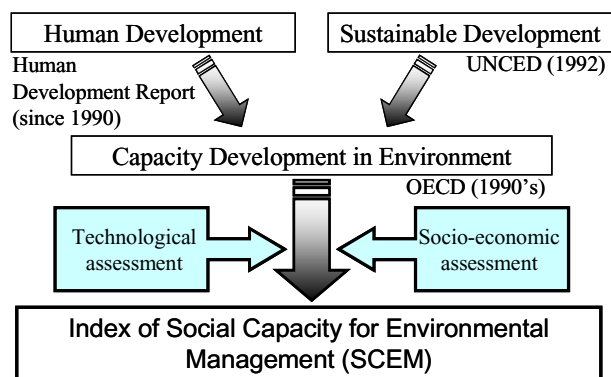 Human Development
Sustainable Development
Human
Development Report
(since 1990)
UNCED (1992)
Capacity Development in Environment
OECD (1990's)
Technological
assessment
Socio-economic
assessment
Index of Social Capacity for Environmental
Management (SCEM)